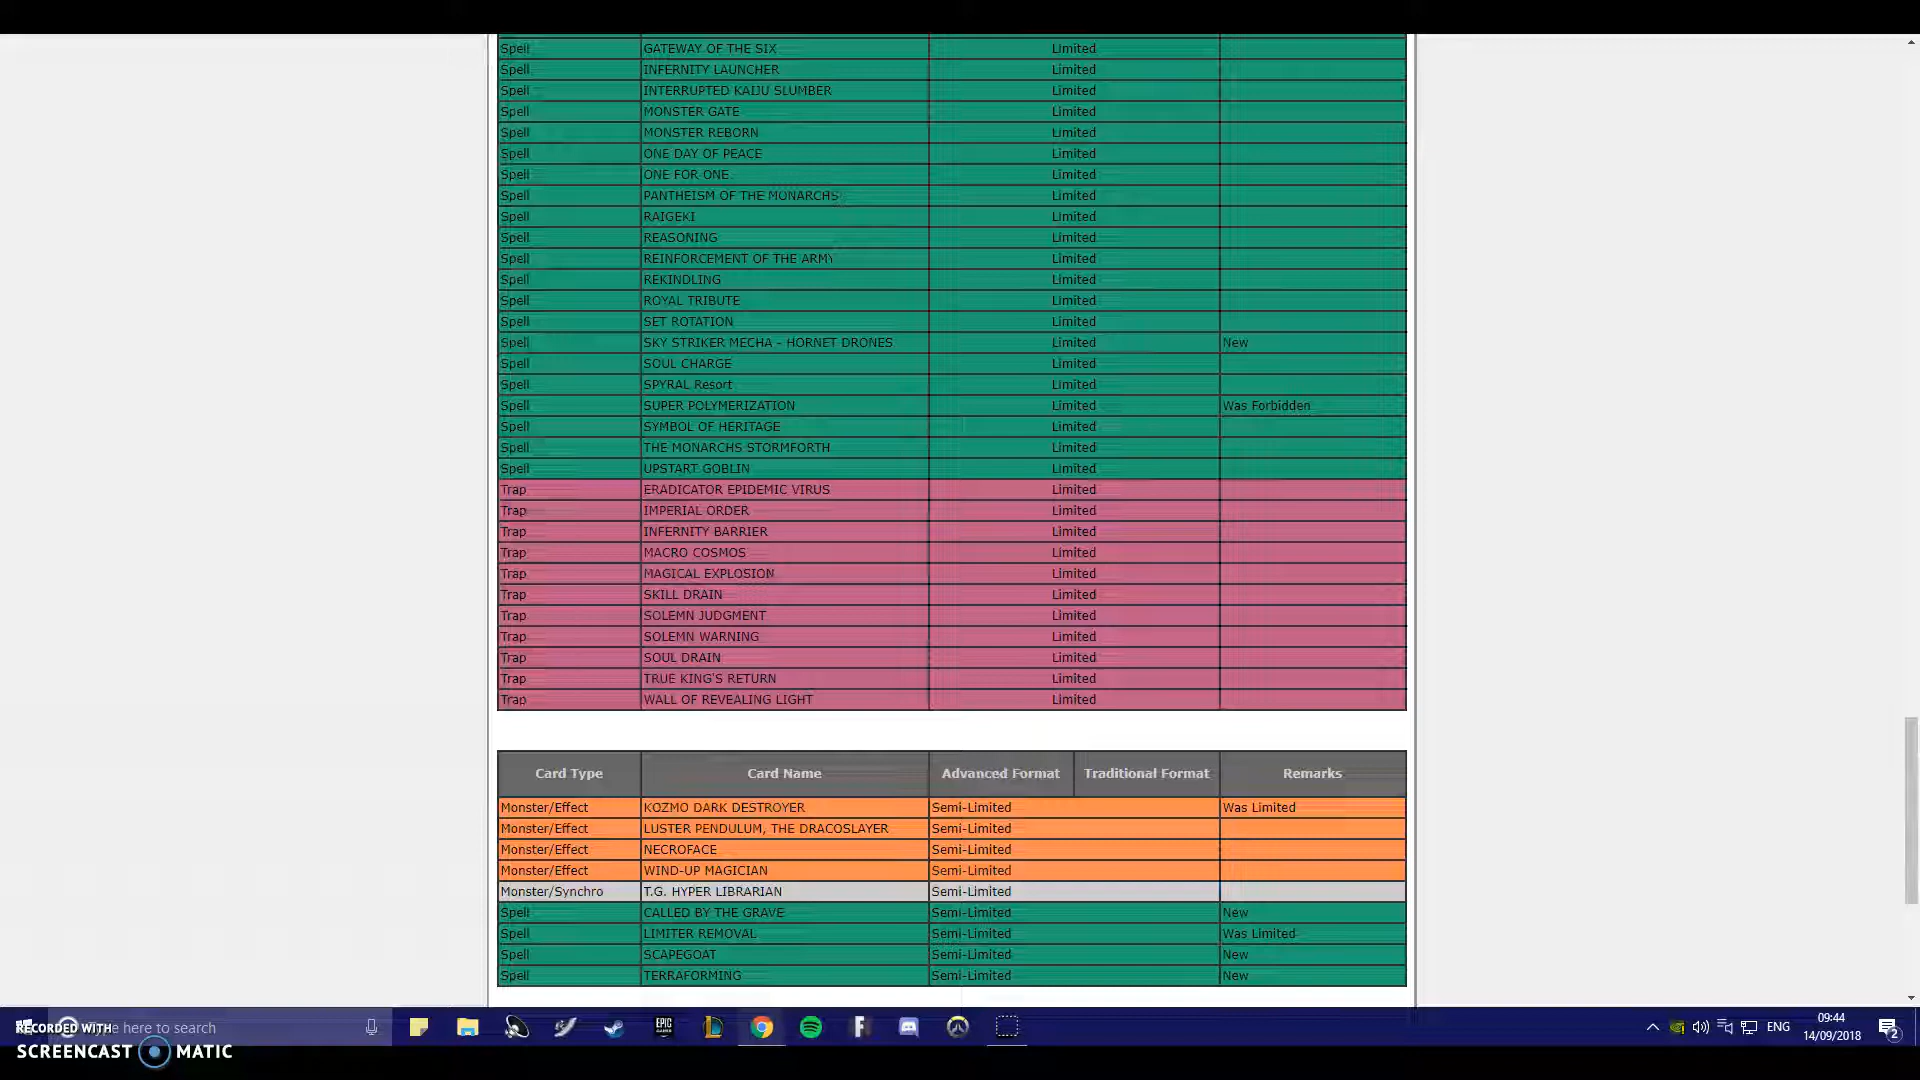 Spell GATEWAY OF THE SIX Limited
Spell INFERNITY LAUNCHER Limited
Spell INTERRUPTED KAIJU SLUMBER Limited
Spell MONSTER GATE Limited
Spell MONSTER REBORN Limited
Spell ONE DAY OF PEACE Limited
Spell ONE FOR ONE Limited
Spell PANTHEISM OF THE MONARCHS Limited
Spell RAIGEKI Limited
Spell REASONING Limited
Spell REINFORCEMENT OF THE ARMY Limited
Spell REKINDLING Limited
Spell ROYAL TRIBUTE Limited
Spell SET ROTATION Limited
Spell SKY STRIKER MECHA - HORNET DRONES Limited New
Spell SOUL CHARGE Limited
Spell SPYRAL Resort Limited
Spell SUPER POLYMERIZATION Limited Was Forbidden
Spell SYMBOL OF HERITAGE Limited
Spell THE MONARCHS STORMFORTH Limited
Spell UPSTART GOBLIN Limited
Trap ERADICATOR EPIDEMIC VIRUS Limited
Trap IMPERIAL ORDER Limited
Trap INFERNITY BARRIER Limited
Trap MACRO COSMOS Limited
Trap MAGICAL EXPLOSION Limited
Trap SKILL DRAIN Limited
Trap SOLEMN JUDGMENT Limited
Trap SOLEMN WARNING Limited
Trap SOUL DRAIN Limited
Trap TRUE KING'S RETURN Limited
Trap WALL OF REVEALING LIGHT Limited
Card Type Card Name Advanced Format Traditional Format Remarks
Monster/Effect KOZMO DARK DESTROYER Semi-Limited Was Limited
Monster/Effect LUSTER PENDULUM, THE DRACOSLAYER Semi-Limited
Monster/Effect NECROFACE Semi-Limited
Monster/Effect WIND-UP MAGICIAN Semi-Limited
Monster/Synchro T.G. HYPER LIBRARIAN Semi-Limited
Spell CALLED BY THE GRAVE Semi-Limited New
Spell LIMITER REMOVAL Semi-Limited Was Limited
Spell SCAPEGOAT Semi-Limited New
Spell TERRAFORMING Semi-Limited New
RECORDED WITH here to search EPIC GAMES ENG 09:44
14/09/2018 2
SCREENCAST MATIC